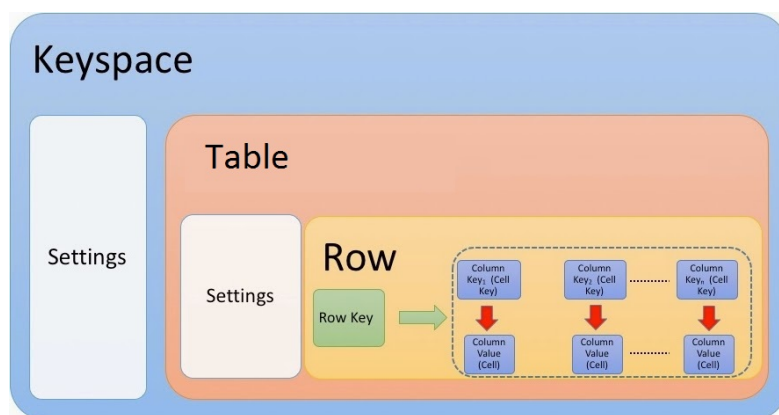 Keyspace
Table
Settings
Settings
Row
Row Key
Column
Key₁ (Cell
Key)
Column
Key₂ (Cell
Key)
Column
Keyₙ (Cell
Key)
Column
Value
(Cell)
Column
Value
(Cell)
Column
Value
(Cell)